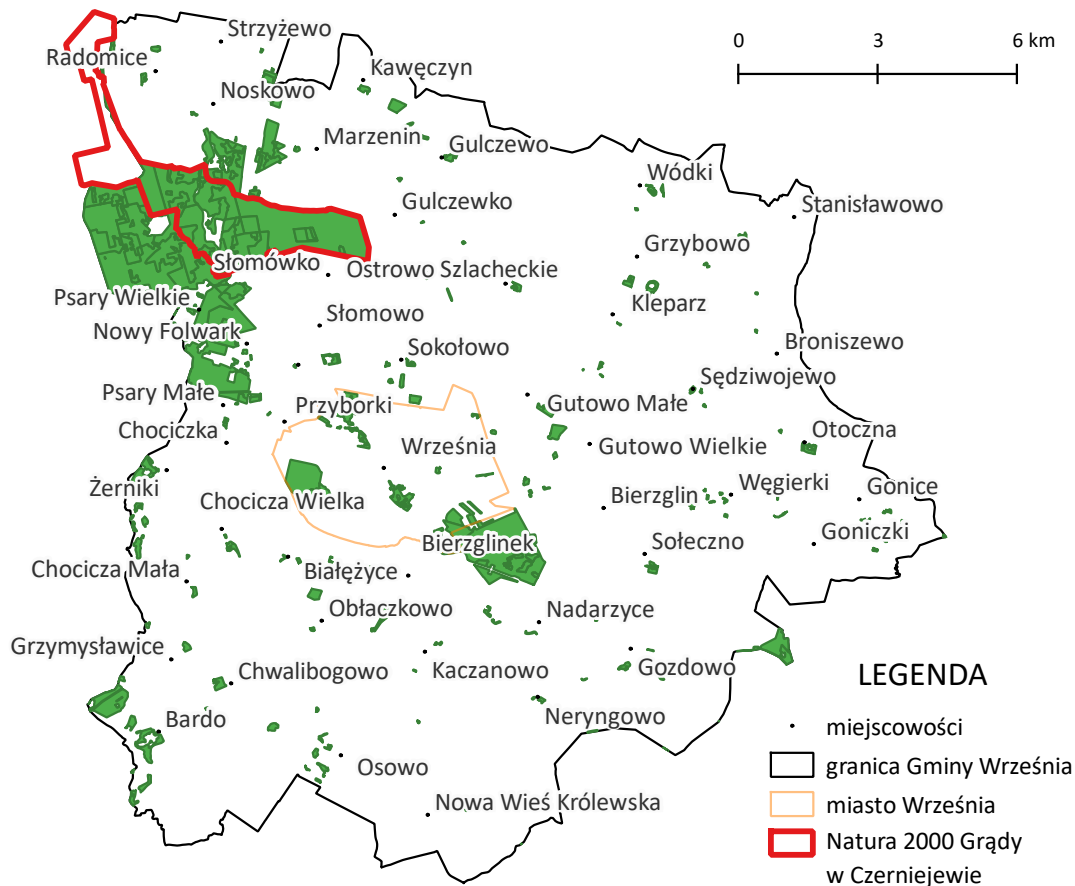 Strzyżewo
0 3 6 km
Radomice
Kawęczyn
Noskowo
Marzenin
Gulczewo
Wódki
Gulczewko
Stanisławowo
Grzybowo
Słomówko
Ostrowo Szlacheckie
Psary Wielkie
Kleparz
Słomowo
Nowy Folwark
Sokołowo
Broniszewo
Sędziwojewo
Psary Małe
Przyborki
Gutowo Małe
Chociczka
Września
Gutowo Wielkie
Otoczna
Żerniki
Chocicza Wielka
Bierzglin
Węgierki
Gonice
Bierzglinek
Sołeczno
Goniczki
Chocicza Mała
Białężyce
Obłaczkowo
Nadarzyce
Grzymysławice
Chwalibogowo
Kaczanowo
Gozdowo
Bardo
Neryngowo
Osowo
Nowa Wieś Królewska
LEGENDA
miejscowości
granica Gminy Września
miasto Września
Natura 2000 Grądy
w Czerniejewie